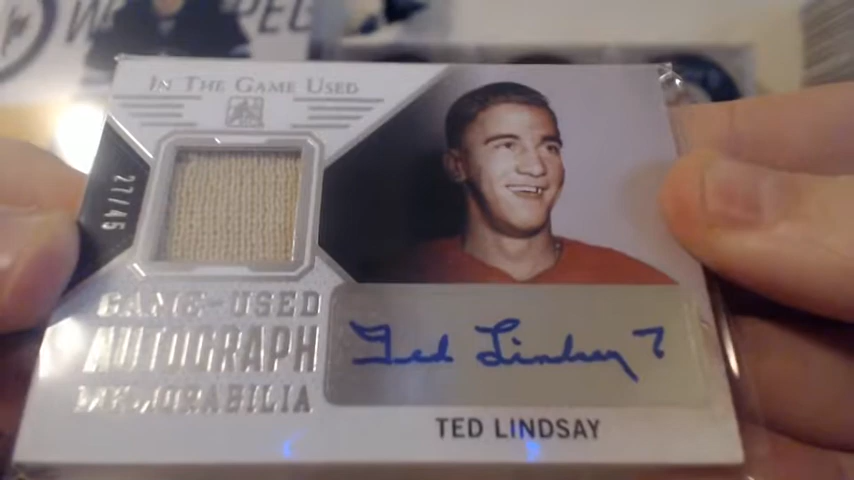 IN THE GAME USED
27/45
GAME-USED
AUTOGRAPH
MEMORABILIA
Ted Lindsay 7
TED LINDSAY